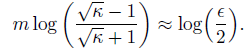 m log ( (√κ − 1) / (√κ + 1) ) ≈ log( ϵ / 2 ).